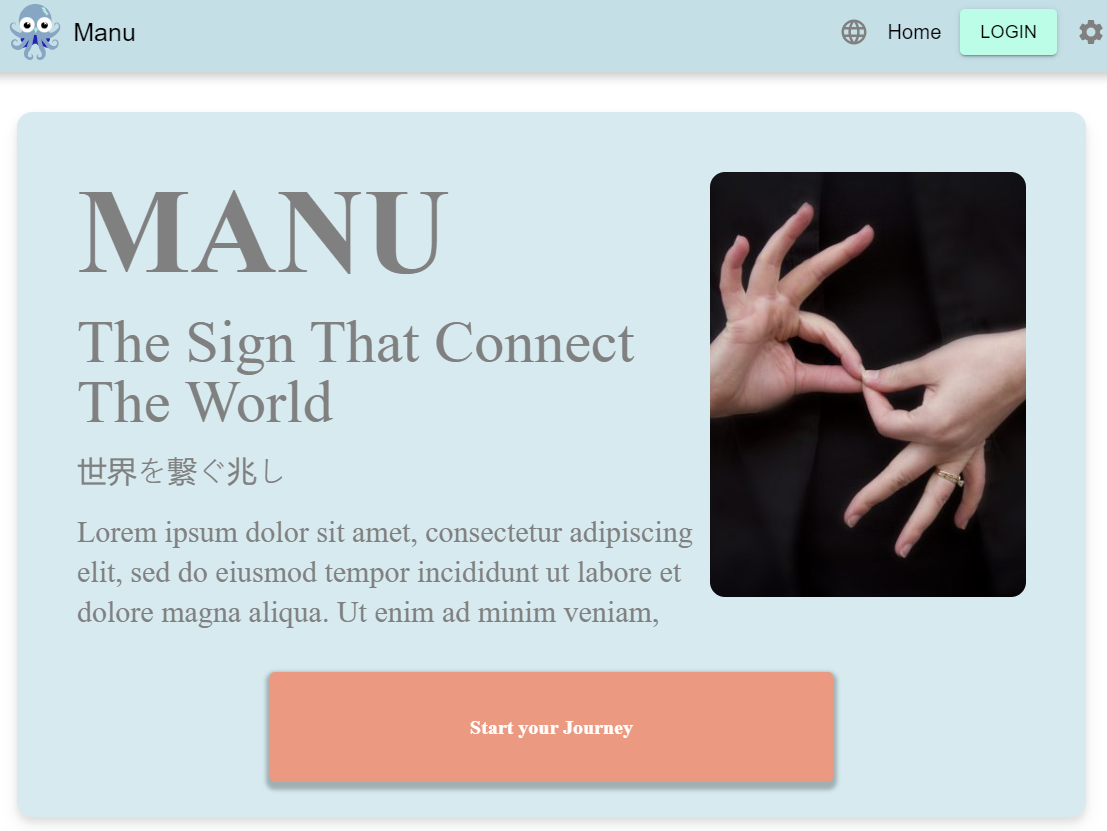 Manu
Home
LOGIN
MANU
The Sign That Connect
The World
世界を繋ぐ兆し
Lorem ipsum dolor sit amet, consectetur adipiscing
elit, sed do eiusmod tempor incididunt ut labore et
dolore magna aliqua. Ut enim ad minim veniam,
Start your Journey